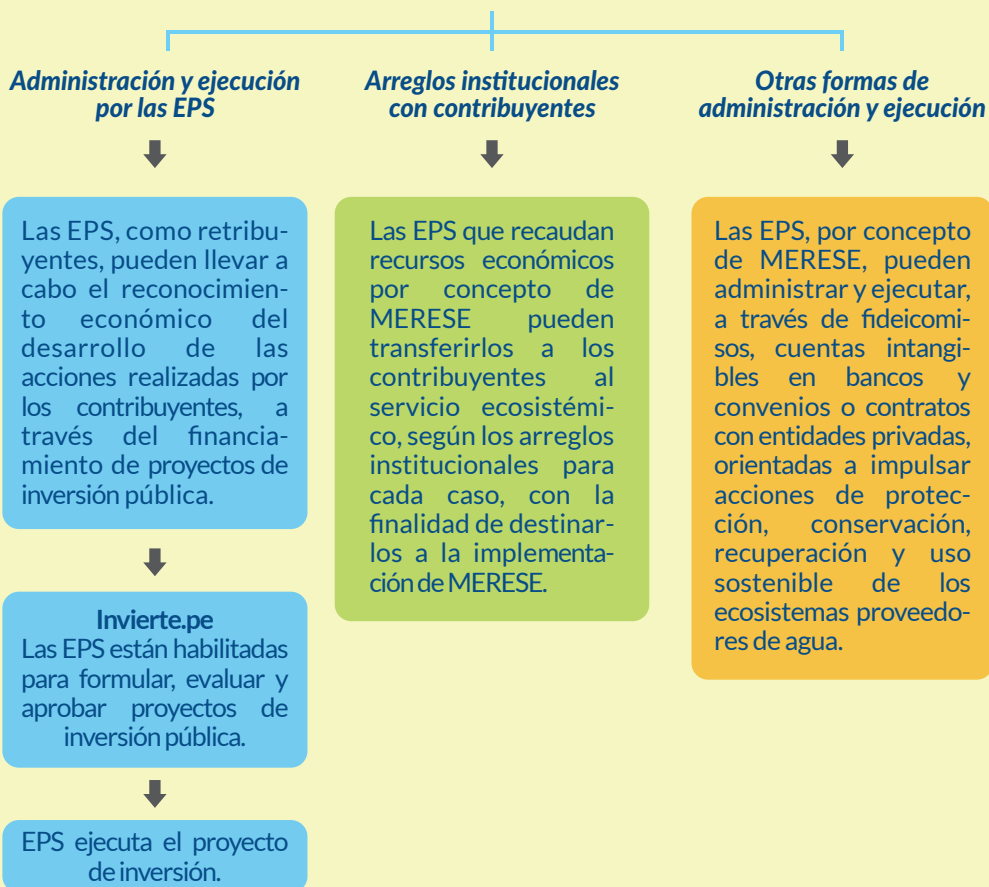 Administración y ejecución
por las EPS
Las EPS, como retribu-
yentes, pueden llevar a
cabo el reconocimien-
to económico del
desarrollo de las
acciones realizadas por
los contribuyentes, a
través del financia-
miento de proyectos de
inversión pública.
Invierte.pe
Las EPS están habilitadas
para formular, evaluar y
aprobar proyectos de
inversión pública.
EPS ejecuta el proyecto
de inversión.
Arreglos institucionales
con contribuyentes
Las EPS que recaudan
recursos económicos
por concepto de
MERESE pueden
transferirlos a los
contribuyentes al
servicio ecosistémi-
co, según los arreglos
institucionales para
cada caso, con la
finalidad de destinar-
los a la implementa-
ción de MERESE.
Otras formas de
administración y ejecución
Las EPS, por concepto
de MERESE, pueden
administrar y ejecutar,
a través de fideicomi-
sos, cuentas intangi-
bles en bancos y
convenios o contratos
con entidades privadas,
orientadas a impulsar
acciones de protec-
ción, conservación,
recuperación y uso
sostenible de los
ecosistemas proveedo-
res de agua.